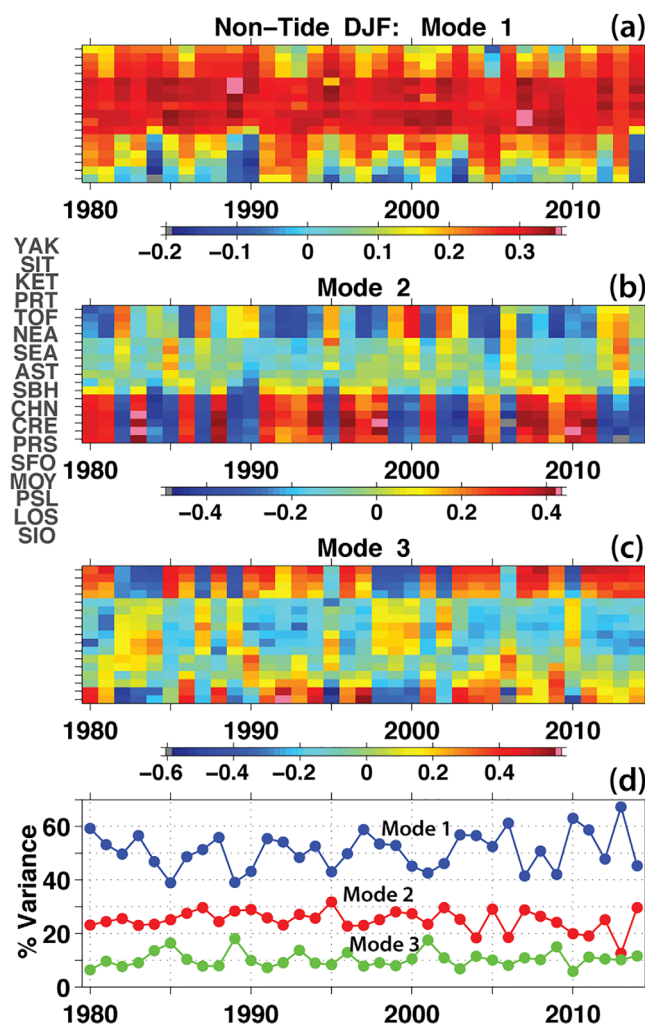 Non-Tide DJF: Mode 1 (a)
1980 1990 2000 2010
-0.2 -0.1 0 0.1 0.2 0.3
YAK
SIT
KET
PRT
TOF
NEA
SEA
AST
SBH
CHN
CRE
PRS
SFO
MOY
PSL
LOS
SIO
Mode 2 (b)
1980 1990 2000 2010
-0.4 -0.2 0 0.2 0.4
Mode 3 (c)
1980 1990 2000 2010
-0.6 -0.4 -0.2 0 0.2 0.4
(d)
% Variance
60
40
20
0
Mode 1
Mode 2
Mode 3
1980 1990 2000 2010